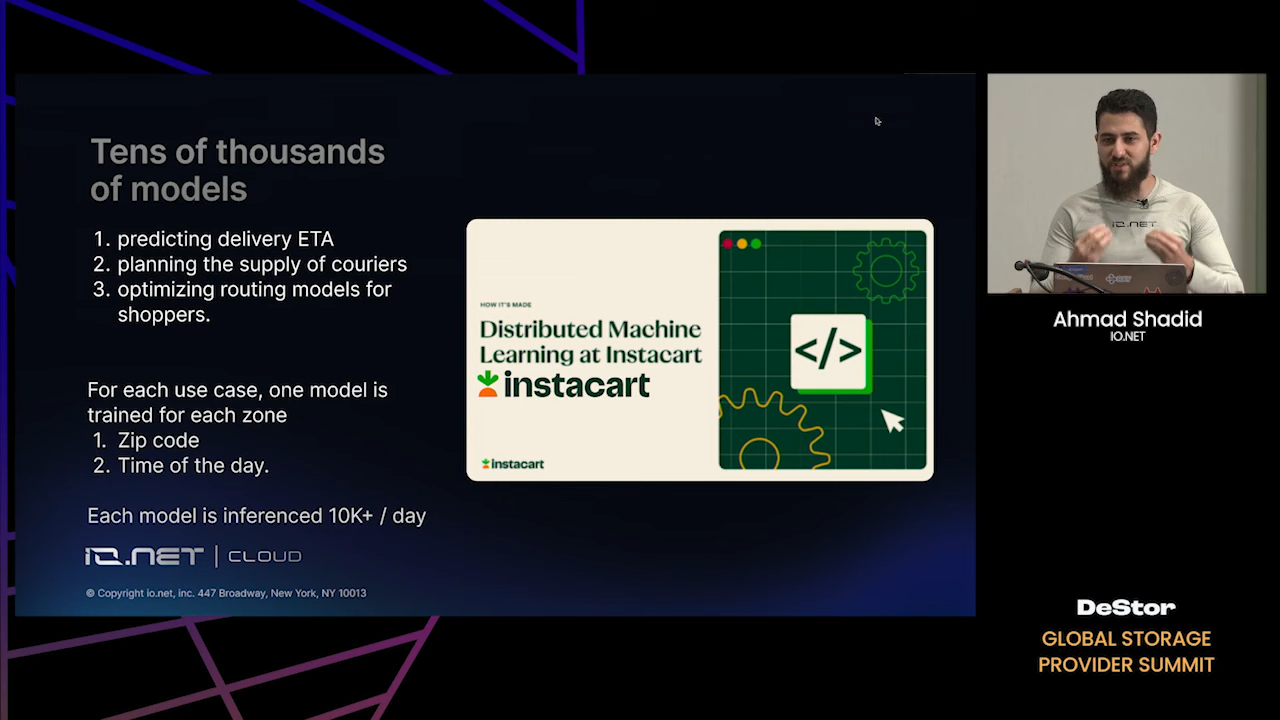 Tens of thousands
of models
1. predicting delivery ETA
2. planning the supply of couriers
3. optimizing routing models for
shoppers.
For each use case, one model is
trained for each zone
1. Zip code
2. Time of the day.
Each model is inferenced 10K+ / day
IO.NET | CLOUD
© Copyright io.net, inc. 447 Broadway, New York, NY 10013
HOW IT'S MADE
Distributed Machine
Learning at Instacart
instacart
instacart
</>
IO.NET
Ahmad Shadid
IO.NET
DeStor
GLOBAL STORAGE
PROVIDER SUMMIT